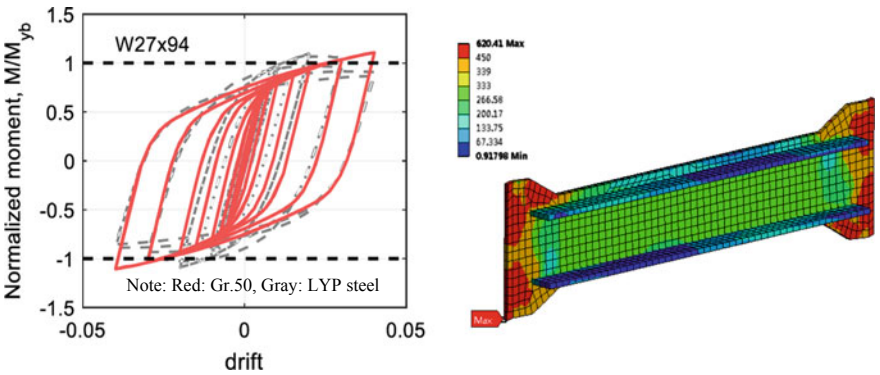 1.5
W27x94
1
0.5
0
-0.5
-1
Note: Red: Gr.50, Gray: LYP steel
-1.5
-0.05
0
0.05
drift
Normalized moment, M/Myb
620.41 Max
450
339
333
266.58
200.17
133.75
67.334
0.91798 Min
Max